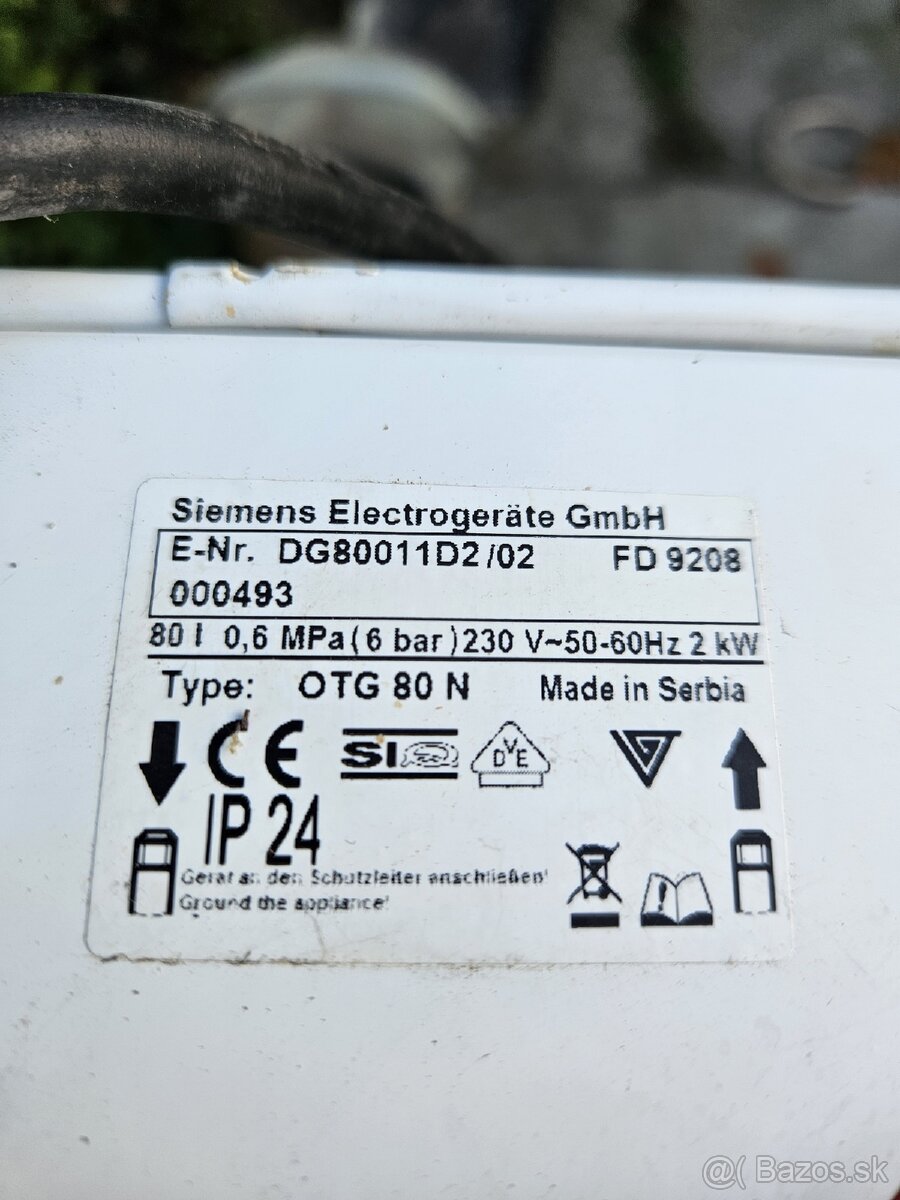 Siemens Electrogeräte GmbH
E-Nr. DG80011D2/02 FD 9208
000493
80 l 0,6 MPa(6 bar)230 V~50-60Hz 2 kW
Type: OTG 80 N Made in Serbia
CE SIQ VDE
IP 24
Gerät an den Schutzleiter anschließen!
Ground the appliance!
@( Bazos.sk